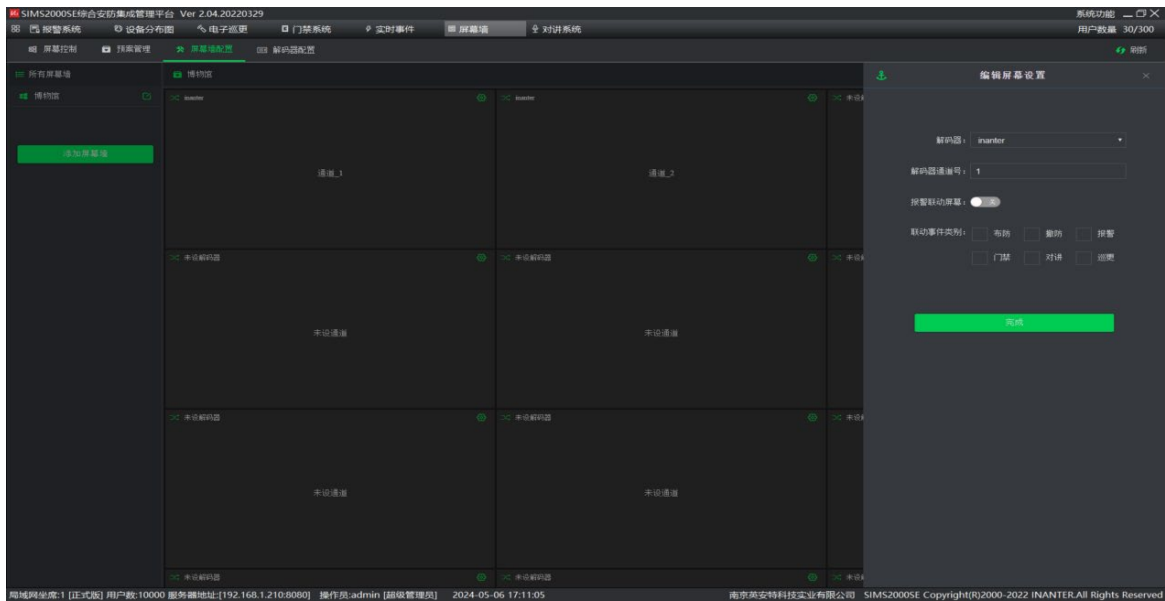 SIMS2000SE综合安防集成管理平台 Ver 2.04.20220329 系统功能
报警系统 设备分布图 电子巡更 门禁系统 实时事件 屏幕墙 对讲系统 用户数量 30/300
屏幕控制 预案管理 屏幕墙配置 解码器配置 刷新
所有屏幕墙 博物馆 编辑屏幕设置
博物馆 inanter inanter 未设解
解码器: inanter
添加屏幕墙
通道_1 通道_2 解码器通道号: 1
报警联动屏幕: 关
联动事件类别: 布防 撤防 报警
未设解码器 未设解码器 未设解 门禁 对讲 巡更
完成
未设通道 未设通道
未设解码器 未设解码器 未设解
未设通道 未设通道
未设解码器 未设解码器 未设解
局域网坐席:1 [正式版] 用户数:10000 服务器地址:[192.168.1.210:8080] 操作员:admin [超级管理员] 2024-05-06 17:11:05 南京英安特科技实业有限公司 SIMS2000SE Copyright(R)2000-2022 INANTER.All Rights Reserved